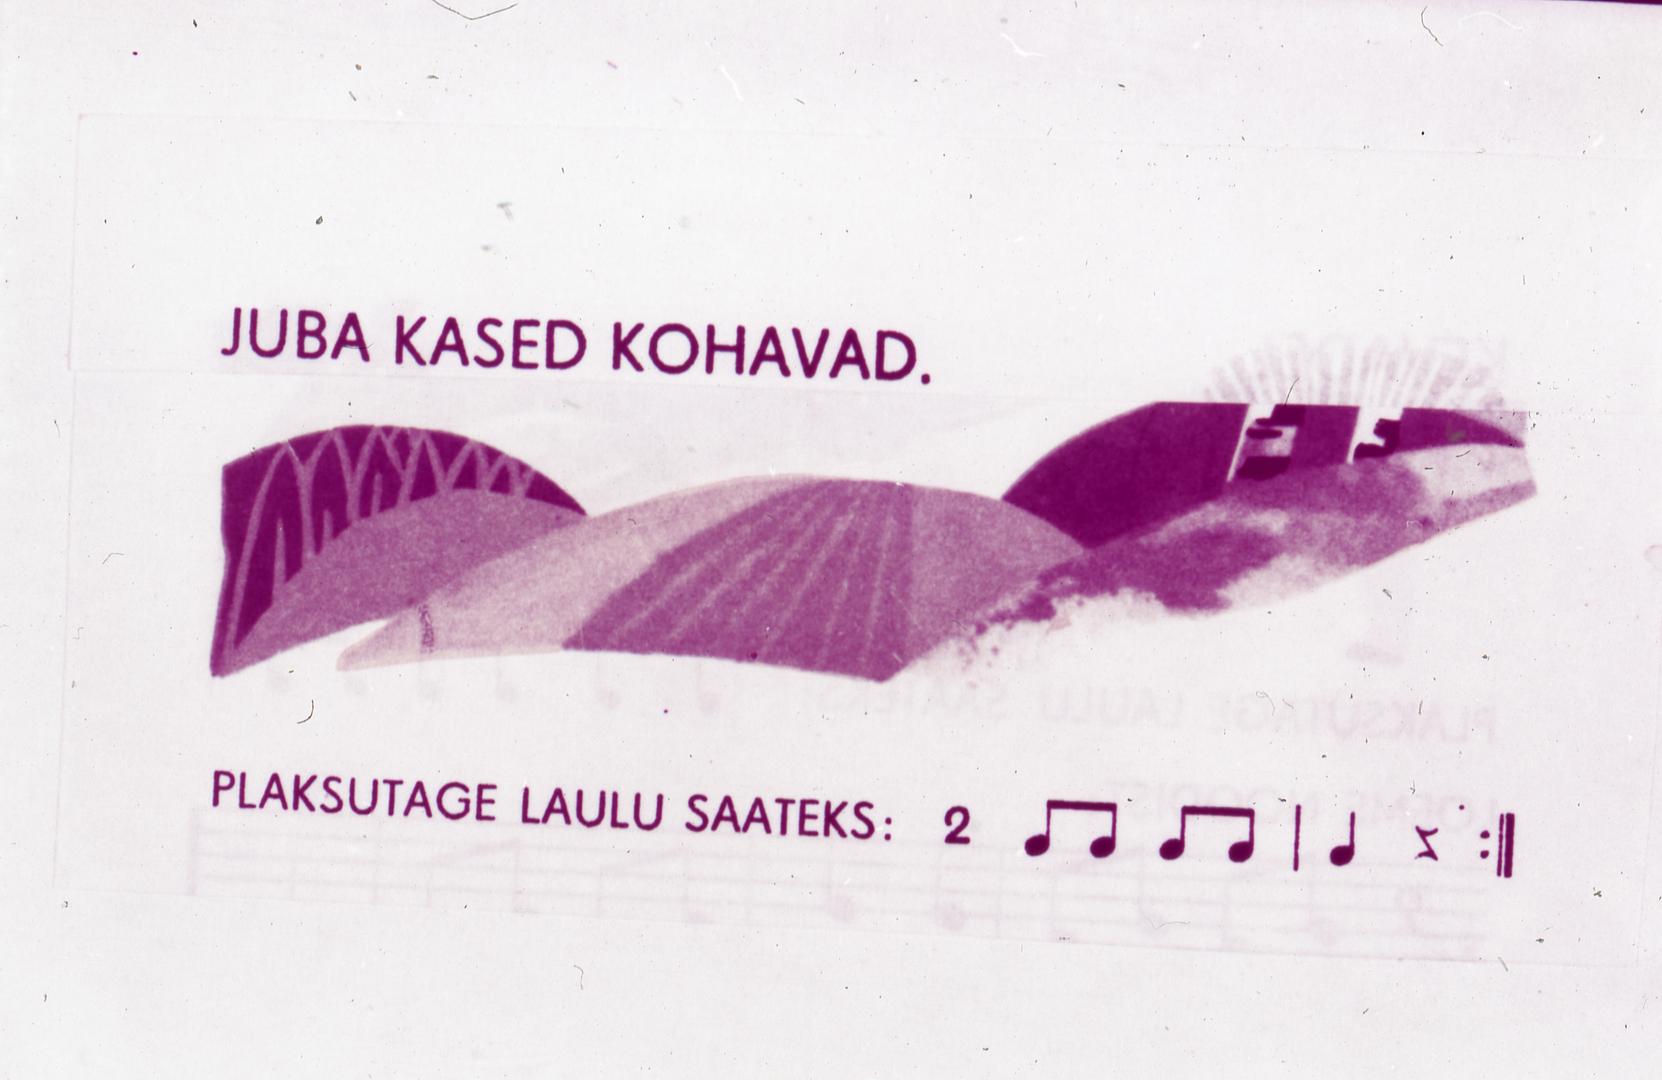 JUBA KASED KOHAVAD.
PLAKSUTAGE LAULU SAATEKS: 2